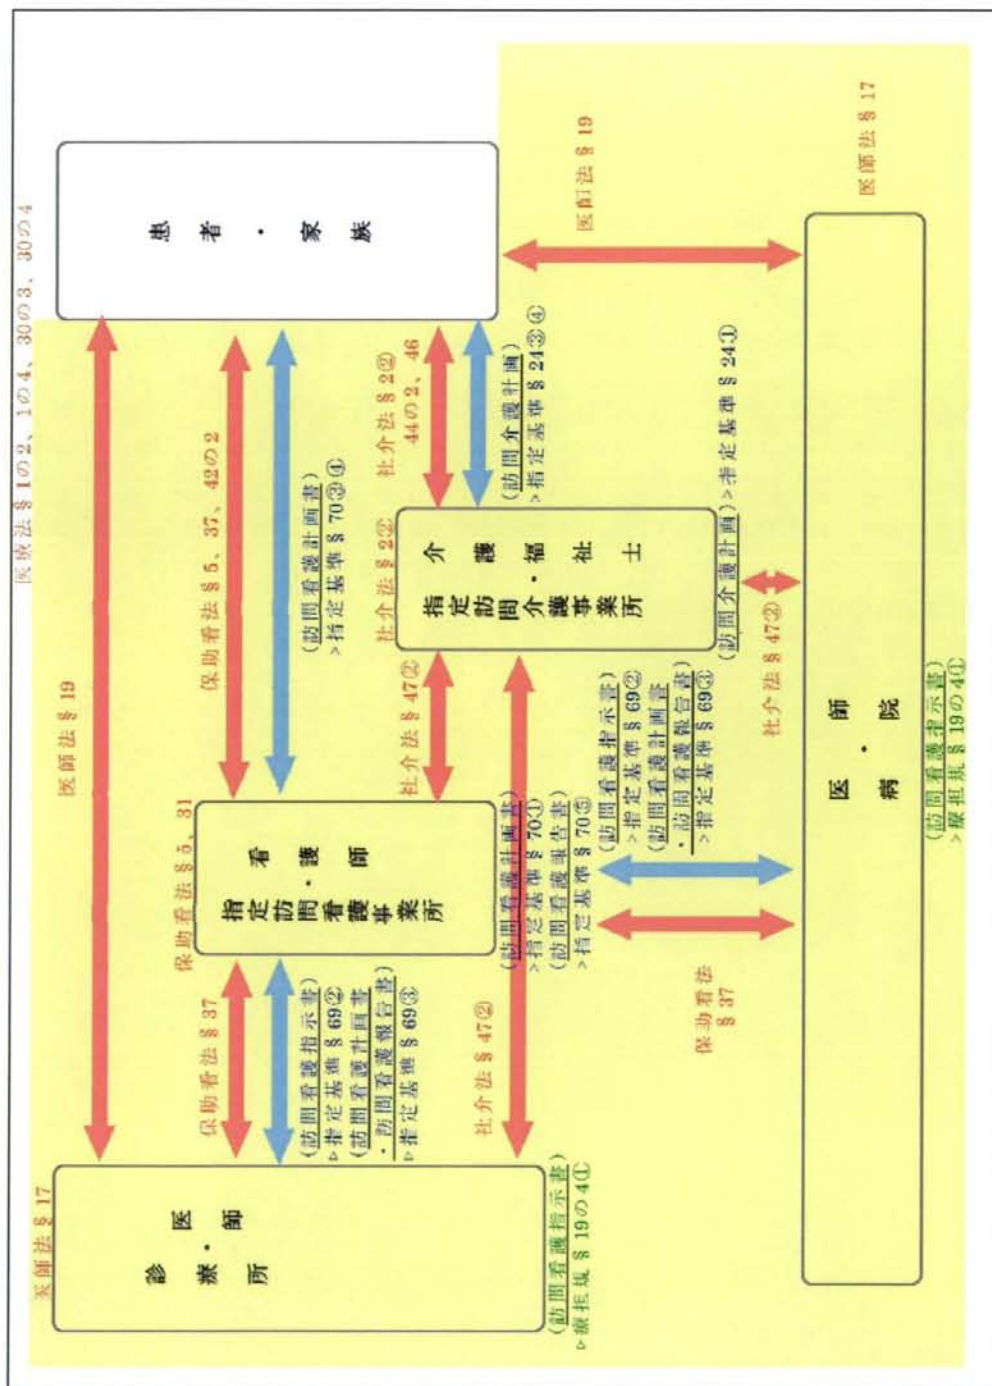 医療法§1の2、1の4、30の3、30の4
医師法§17
医師・
診療所
(訪問看護指示書)
>療担規§19の4①
医師法§19
保助看法§37
(訪問看護指示書)
>指定基準§69②
(訪問看護計画書
・訪問看護報告書)
>指定基準§69③
社介法§47②
保助看法§5、31
看護師・
指定訪問看護事業所
(訪問看護計画書)
>指定基準§70①
(訪問看護報告書)
>指定基準§70⑤
保助看法§5、37、42の2
(訪問看護計画書)
>指定基準§70③④
社介法§47②
社介法§2②
介護福祉士・
指定訪問介護事業所
(訪問介護計画)>指定基準§24①
社介法§2②
44の2、46
(訪問介護計画)
>指定基準§24③④
患者・家族
医師法§19
保助看法
§37
(訪問看護指示書)
>指定基準§69②
(訪問看護計画書
・訪問看護報告書)
>指定基準§69③
社介法§47②
医師法§17
医師・
病院
(訪問看護指示書)
>療担規§19の4①